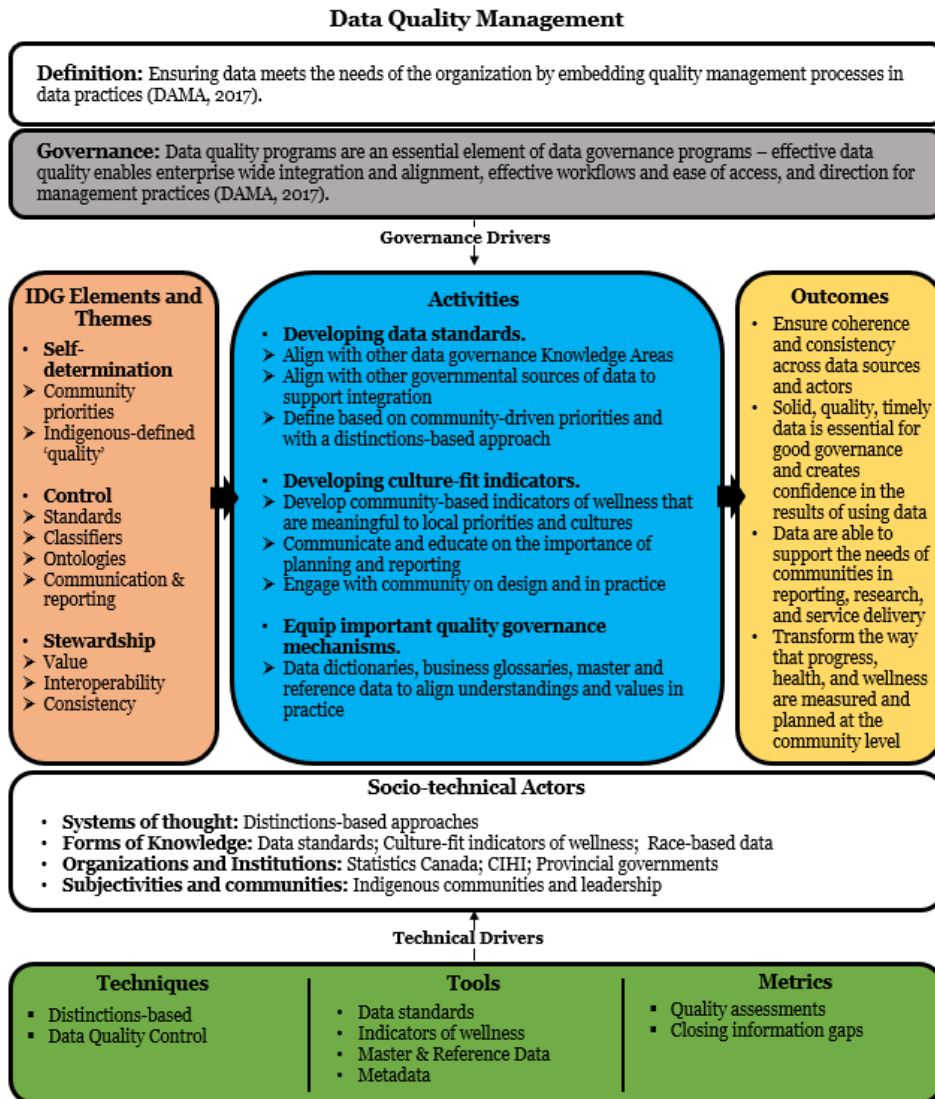 Data Quality Management
Definition: Ensuring data meets the needs of the organization by embedding quality management processes in
data practices (DAMA, 2017).
Governance: Data quality programs are an essential element of data governance programs – effective data
quality enables enterprise wide integration and alignment, effective workflows and ease of access, and direction for
management practices (DAMA, 2017).
Governance Drivers
IDG Elements and
Themes
• Self-
determination
➢ Community
priorities
➢ Indigenous-defined
‘quality’
• Control
➢ Standards
➢ Classifiers
➢ Ontologies
➢ Communication &
reporting
• Stewardship
➢ Value
➢ Interoperability
➢ Consistency
Activities
• Developing data standards.
➢ Align with other data governance Knowledge Areas
➢ Align with other governmental sources of data to
support integration
➢ Define based on community-driven priorities and
with a distinctions-based approach
• Developing culture-fit indicators.
➢ Develop community-based indicators of wellness that
are meaningful to local priorities and cultures
➢ Communicate and educate on the importance of
planning and reporting
➢ Engage with community on design and in practice
• Equip important quality governance
mechanisms.
➢ Data dictionaries, business glossaries, master and
reference data to align understandings and values in
practice
Outcomes
• Ensure coherence
and consistency
across data sources
and actors
• Solid, quality, timely
data is essential for
good governance
and creates
confidence in the
results of using data
• Data are able to
support the needs of
communities in
reporting, research,
and service delivery
• Transform the way
that progress,
health, and wellness
are measured and
planned at the
community level
Socio-technical Actors
• Systems of thought: Distinctions-based approaches
• Forms of Knowledge: Data standards; Culture-fit indicators of wellness; Race-based data
• Organizations and Institutions: Statistics Canada; CIHI; Provincial governments
• Subjectivities and communities: Indigenous communities and leadership
Technical Drivers
Techniques
▪ Distinctions-based
▪ Data Quality Control
Tools
• Data standards
• Indicators of wellness
• Master & Reference Data
• Metadata
Metrics
▪ Quality assessments
▪ Closing information gaps